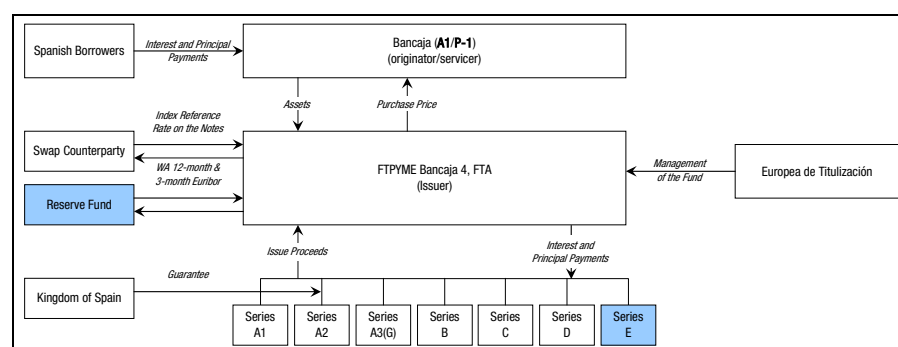 Spanish Borrowers
Interest and Principal
Payments
Bancaja (A1/P-1)
(originator/servicer)
Assets
Purchase Price
Index Reference
Rate on the Notes
Swap Counterparty
WA 12-month &
3-month Euribor
FTPYME Bancaja 4, FTA
(Issuer)
Management
of the Fund
Europea de Titulización
Reserve Fund
Issue Proceeds
Interest and
Principal Payments
Guarantee
Kingdom of Spain
Series
A1
Series
A2
Series
A3(G)
Series
B
Series
C
Series
D
Series
E